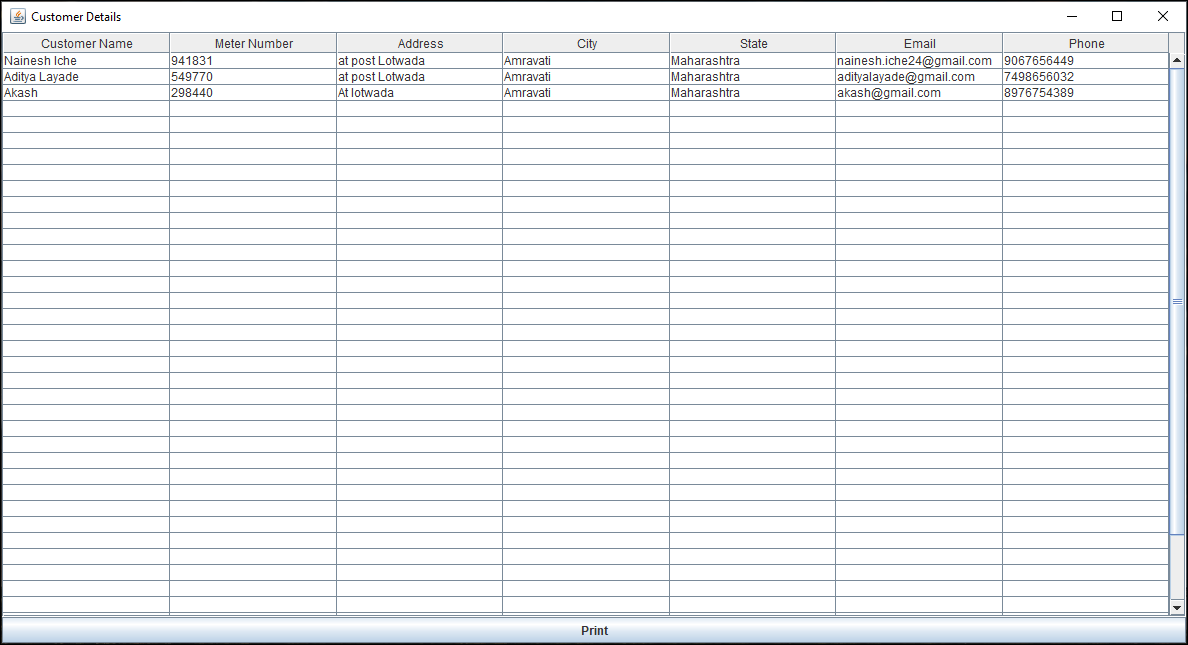 Customer Details
Customer Name Meter Number Address City State Email Phone
Nainesh Iche 941831 at post Lotwada Amravati Maharashtra nainesh.iche24@gmail.com 9067656449
Aditya Layade 549770 at post Lotwada Amravati Maharashtra adityalayade@gmail.com 7498656032
Akash 298440 At lotwada Amravati Maharashtra akash@gmail.com 8976754389
Print